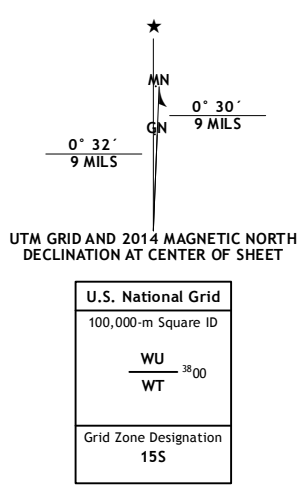 ★
MN
GN
0° 30´
9 MILS
0° 32´
9 MILS
UTM GRID AND 2014 MAGNETIC NORTH
DECLINATION AT CENTER OF SHEET
U.S. National Grid
100,000-m Square ID
WU
3800
WT
Grid Zone Designation
15S